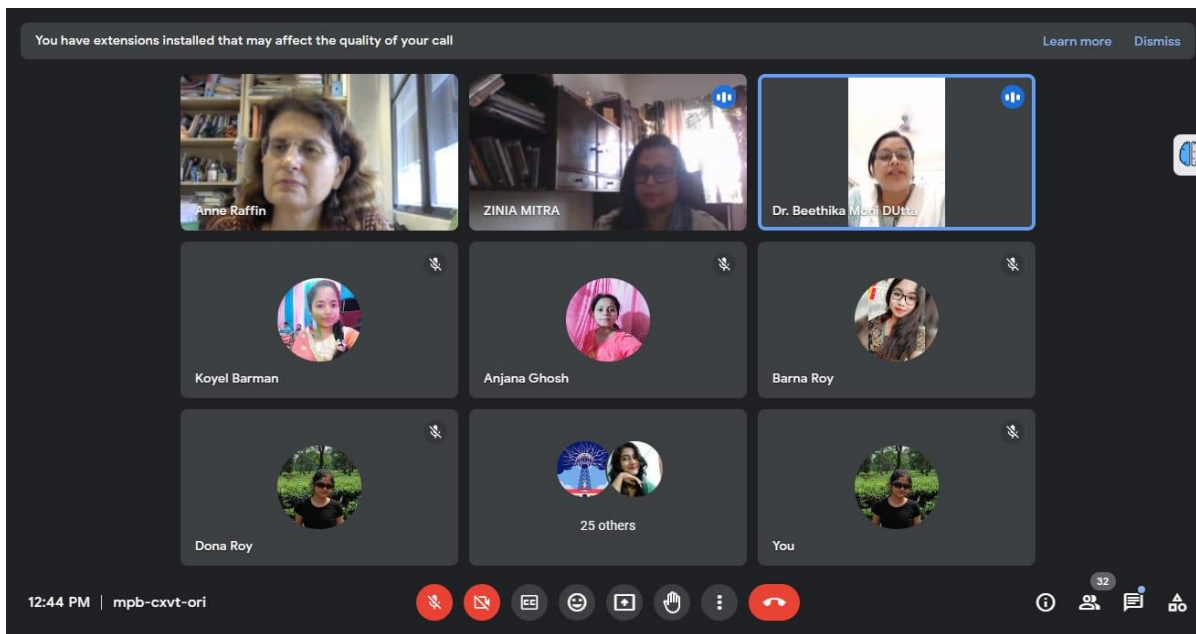 You have extensions installed that may affect the quality of your call
Learn more Dismiss
Anne Raffin
ZINIA MITRA
Dr. Beethika Moni DUtta
Koyel Barman
Anjana Ghosh
Barna Roy
Dona Roy
25 others
You
32
12:44 PM | mpb-cxvt-ori
CC